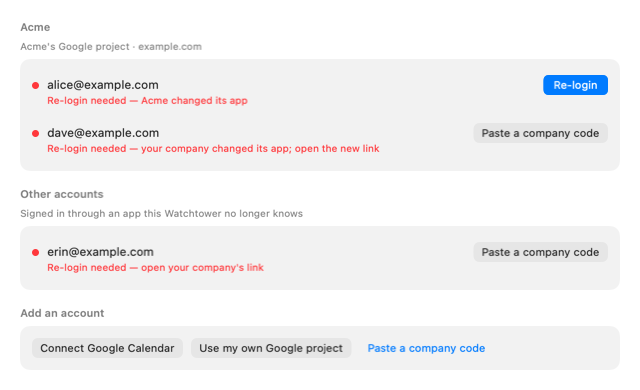 Acme
Acme's Google project · example.com
alice@example.com
Re-login
Re-login needed — Acme changed its app
dave@example.com
Paste a company code
Re-login needed — your company changed its app; open the new link
Other accounts
Signed in through an app this Watchtower no longer knows
erin@example.com
Paste a company code
Re-login needed — open your company's link
Add an account
Connect Google Calendar
Use my own Google project
Paste a company code